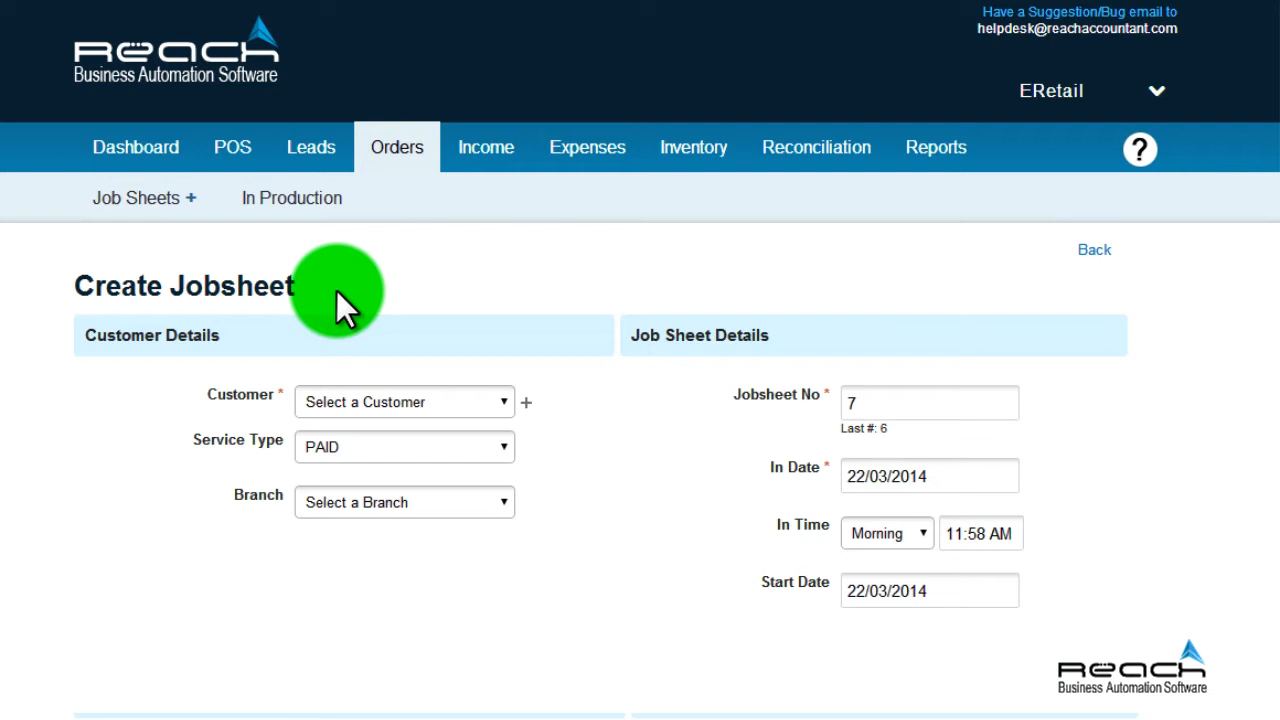 Have a Suggestion/Bug email to
helpdesk@reachaccountant.com
Reach
Business Automation Software
ERetail
Dashboard POS Leads Orders Income Expenses Inventory Reconciliation Reports ?
Job Sheets + In Production
Back
Create Jobsheet
Customer Details
Job Sheet Details
Customer * Select a Customer +
Service Type PAID
Branch Select a Branch
Jobsheet No * 7
Last #: 6
In Date * 22/03/2014
In Time Morning 11:58 AM
Start Date 22/03/2014
Reach
Business Automation Software